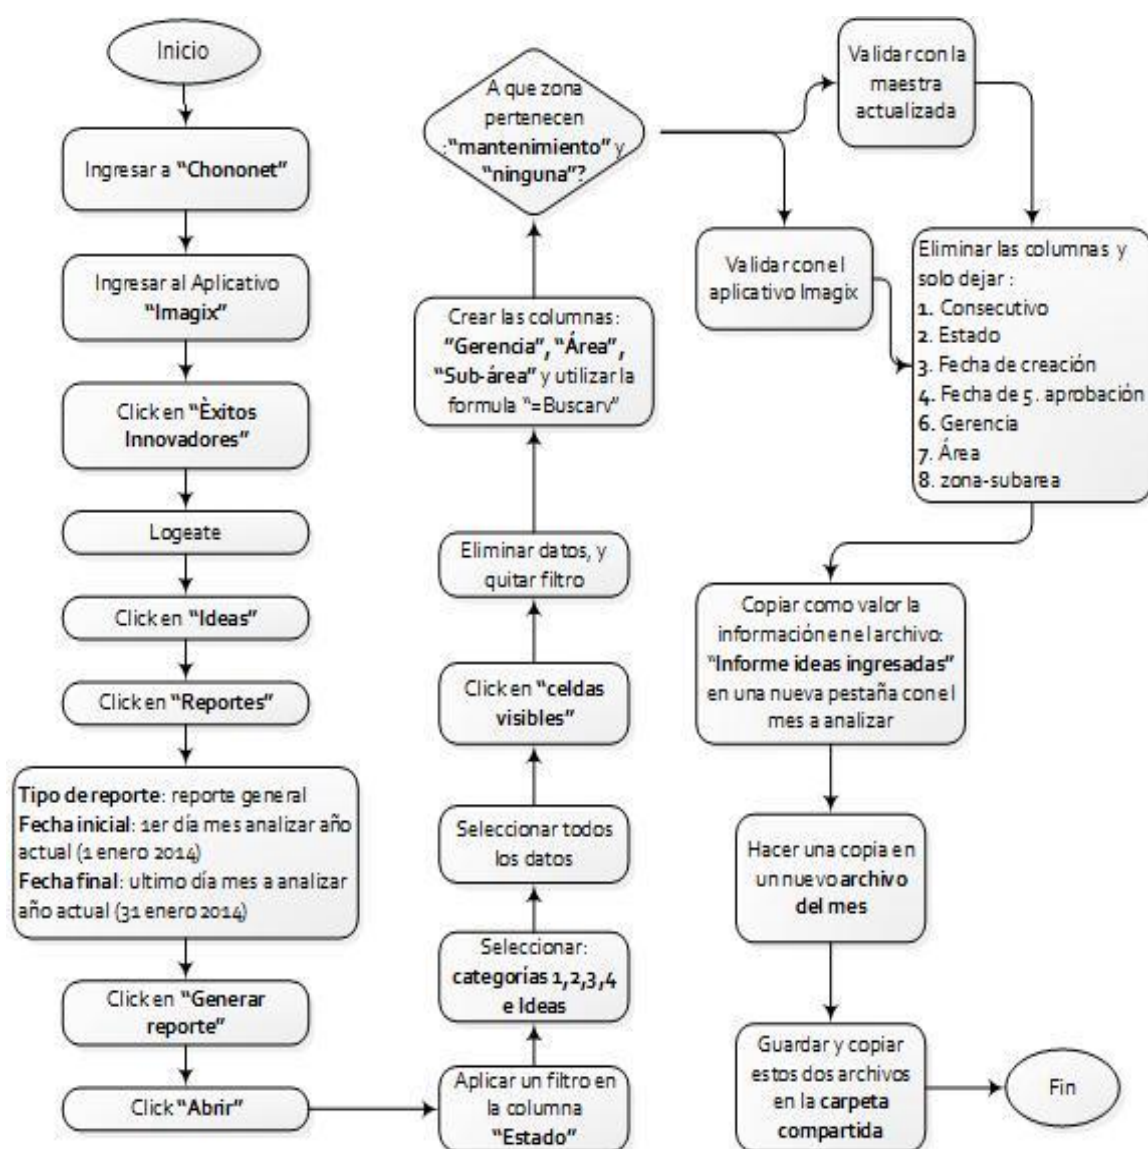 Inicio
Ingresar a “Chononet”
Ingresar al Aplicativo
“Imagix”
Click en “Èxitos
Innovadores”
Logeate
Click en “Ideas”
Click en “Reportes”
Tipo de reporte: reporte general
Fecha inicial: 1er día mes analizar año
actual (1 enero 2014)
Fecha final: ultimo día mes a analizar
año actual (31 enero 2014)
Click en “Generar
reporte”
Click “Abrir”
Aplicar un filtro en
la columna
“Estado”
Seleccionar:
categorías 1,2,3,4
e Ideas
Seleccionar todos
los datos
Click en “celdas
visibles”
Eliminar datos, y
quitar filtro
Crear las columnas:
”Gerencia”, “Área”,
“Sub-área” y utilizar la
formula “=Buscarv”
A que zona
pertenecen
:“mantenimiento” y
“ninguna”?
Validar con la
maestra
actualizada
Validar con el
aplicativo Imagix
Eliminar las columnas y
solo dejar :
1. Consecutivo
2. Estado
3. Fecha de creación
4. Fecha de 5. aprobación
6. Gerencia
7. Área
8. zona-subarea
Copiar como valor la
información en el archivo:
“Informe ideas ingresadas”
en una nueva pestaña con el
mes a analizar
Hacer una copia en
un nuevo archivo
del mes
Guardar y copiar
estos dos archivos
en la carpeta
compartida
Fin